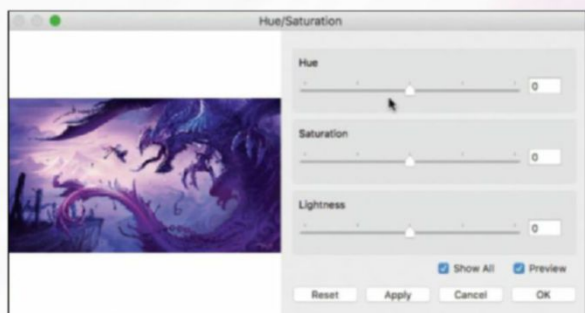 Hue/Saturation
Hue
0
Saturation
0
Lightness
0
Show All Preview
Reset Apply Cancel OK